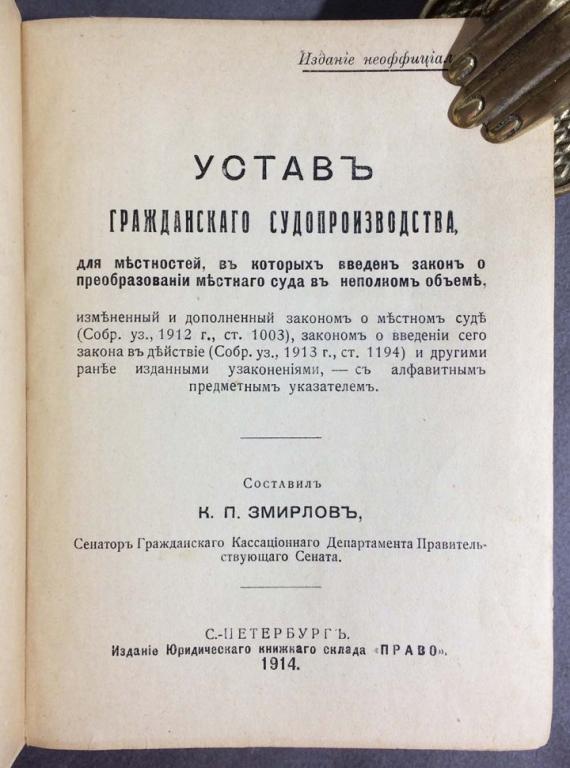 Изданіе неоффиціал
УСТАВЪ
ГРАЖДАНСКАГО СУДОПРОИЗВОДСТВА,
для мѣстностей, въ которыхъ введенъ законъ о
преобразованіи мѣстнаго суда въ неполномъ объемѣ,
измѣненный и дополненный закономъ о мѣстномъ судѣ
(Собр. уз., 1912 г., ст. 1003), закономъ о введеніи сего
закона въ дѣйствіе (Собр. уз., 1913 г., ст. 1194) и другими
ранѣе изданными узаконеніями, — съ алфавитнымъ
предметнымъ указателемъ.
Составилъ
К. П. ЗМИРЛОВЪ,
Сенаторъ Гражданскаго Кассаціоннаго Департамента Правитель-
ствующаго Сената.
С.-ПЕТЕРБУРГЪ.
Изданіе Юридическаго книжнаго склада «ПРАВО».
1914.